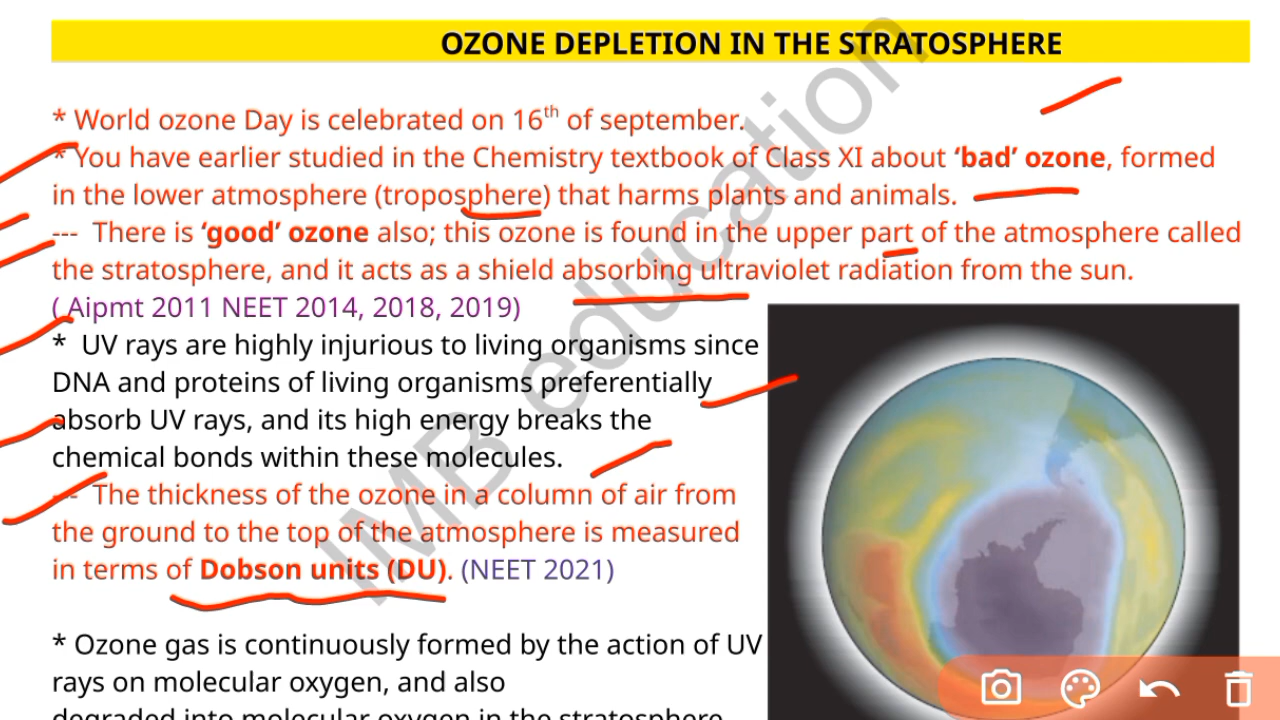 OZONE DEPLETION IN THE STRATOSPHERE
* World ozone Day is celebrated on 16th of september.
* You have earlier studied in the Chemistry textbook of Class XI about ‘bad’ ozone, formed
in the lower atmosphere (troposphere) that harms plants and animals.
--- There is ‘good’ ozone also; this ozone is found in the upper part of the atmosphere called
the stratosphere, and it acts as a shield absorbing ultraviolet radiation from the sun.
( Aipmt 2011 NEET 2014, 2018, 2019)
* UV rays are highly injurious to living organisms since
DNA and proteins of living organisms preferentially
absorb UV rays, and its high energy breaks the
chemical bonds within these molecules.
--- The thickness of the ozone in a column of air from
the ground to the top of the atmosphere is measured
in terms of Dobson units (DU). (NEET 2021)
* Ozone gas is continuously formed by the action of UV
rays on molecular oxygen, and also
degraded into molecular oxygen in the stratosphere.
IMB education